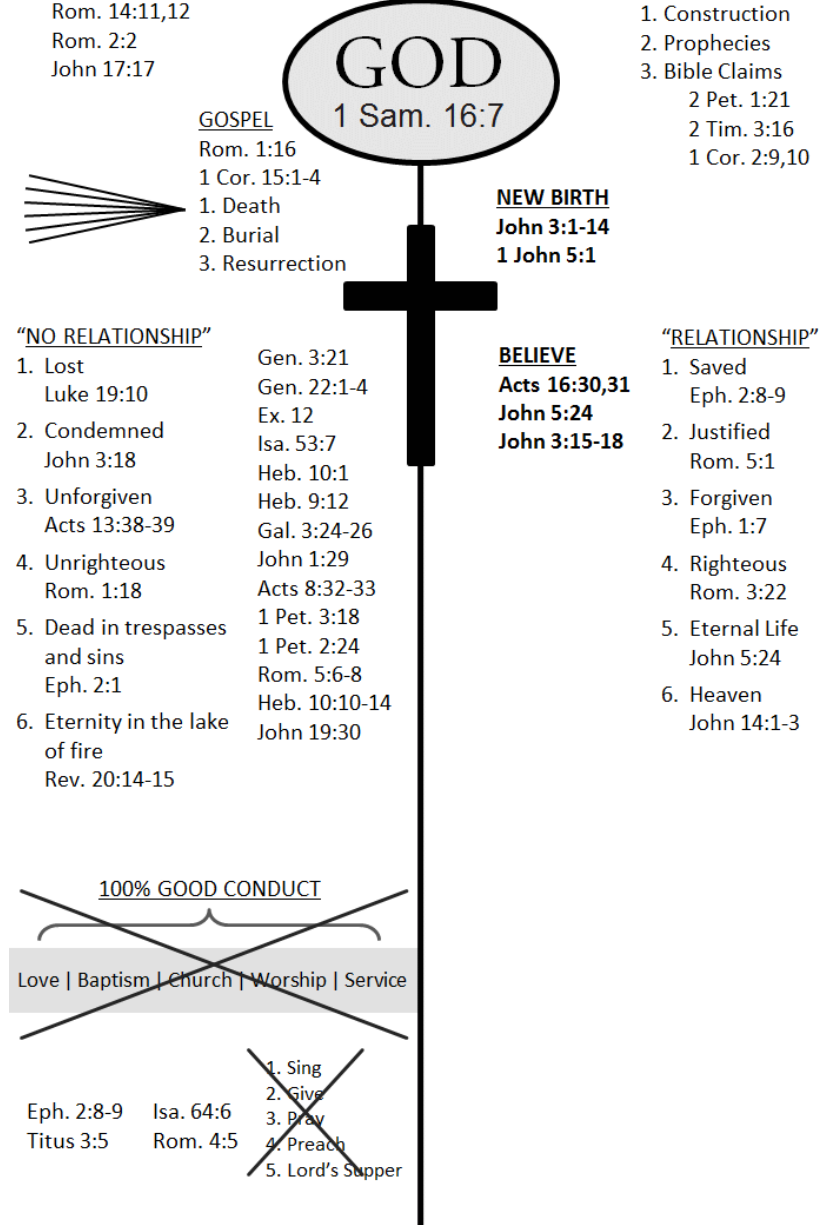 Rom. 14:11,12
Rom. 2:2
John 17:17
GOD
1 Sam. 16:7
1. Construction
2. Prophecies
3. Bible Claims
2 Pet. 1:21
2 Tim. 3:16
1 Cor. 2:9,10
GOSPEL
Rom. 1:16
1 Cor. 15:1-4
1. Death
2. Burial
3. Resurrection
NEW BIRTH
John 3:1-14
1 John 5:1
“NO RELATIONSHIP”
1. Lost
Luke 19:10
2. Condemned
John 3:18
3. Unforgiven
Acts 13:38-39
4. Unrighteous
Rom. 1:18
5. Dead in trespasses
and sins
Eph. 2:1
6. Eternity in the lake
of fire
Rev. 20:14-15
Gen. 3:21
Gen. 22:1-4
Ex. 12
Isa. 53:7
Heb. 10:1
Heb. 9:12
Gal. 3:24-26
John 1:29
Acts 8:32-33
1 Pet. 3:18
1 Pet. 2:24
Rom. 5:6-8
Heb. 10:10-14
John 19:30
BELIEVE
Acts 16:30,31
John 5:24
John 3:15-18
“RELATIONSHIP”
1. Saved
Eph. 2:8-9
2. Justified
Rom. 5:1
3. Forgiven
Eph. 1:7
4. Righteous
Rom. 3:22
5. Eternal Life
John 5:24
6. Heaven
John 14:1-3
100% GOOD CONDUCT
Love | Baptism | Church | Worship | Service
Eph. 2:8-9
Titus 3:5
Isa. 64:6
Rom. 4:5
1. Sing
2. Give
3. Pray
4. Preach
5. Lord’s Supper